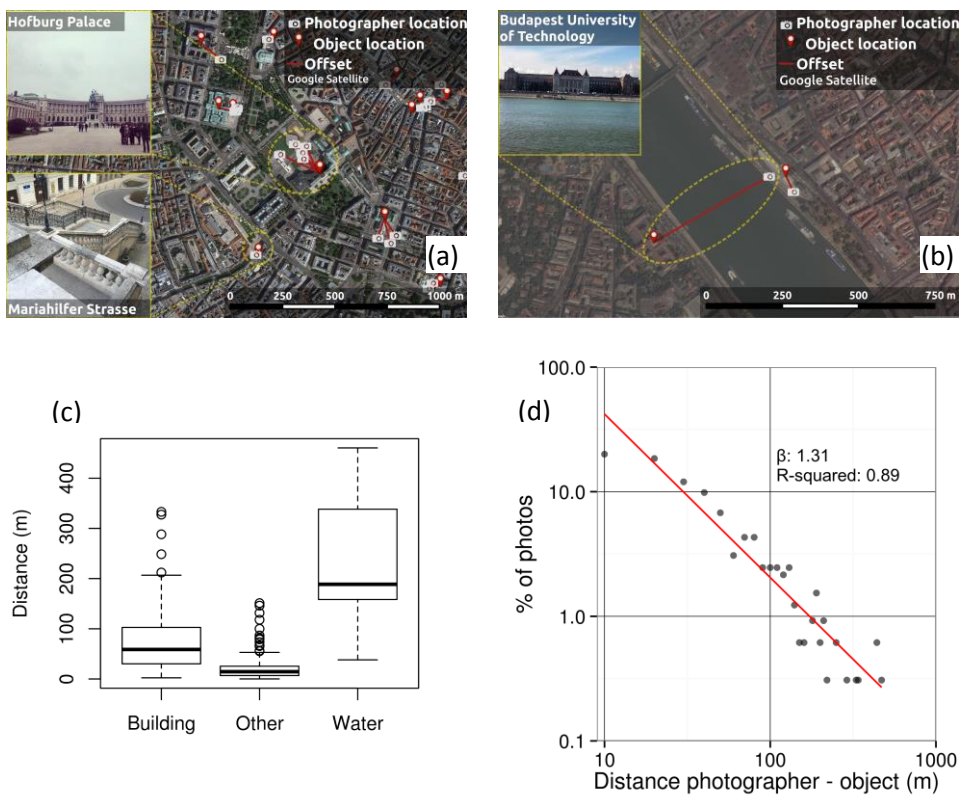 Hofburg Palace
Photographer location
Object location
Offset
Google Satellite
Mariahilfer Strasse
(a)
0 250 500 750 1000 m
Budapest University
of Technology
Photographer location
Object location
Offset
Google Satellite
(b)
0 250 500 750 m
(c)
Distance (m)
400
300
200
100
0
Building Other Water
(d)
100.0
10.0
1.0
0.1
% of photos
β: 1.31
R-squared: 0.89
10 100 1000
Distance photographer - object (m)